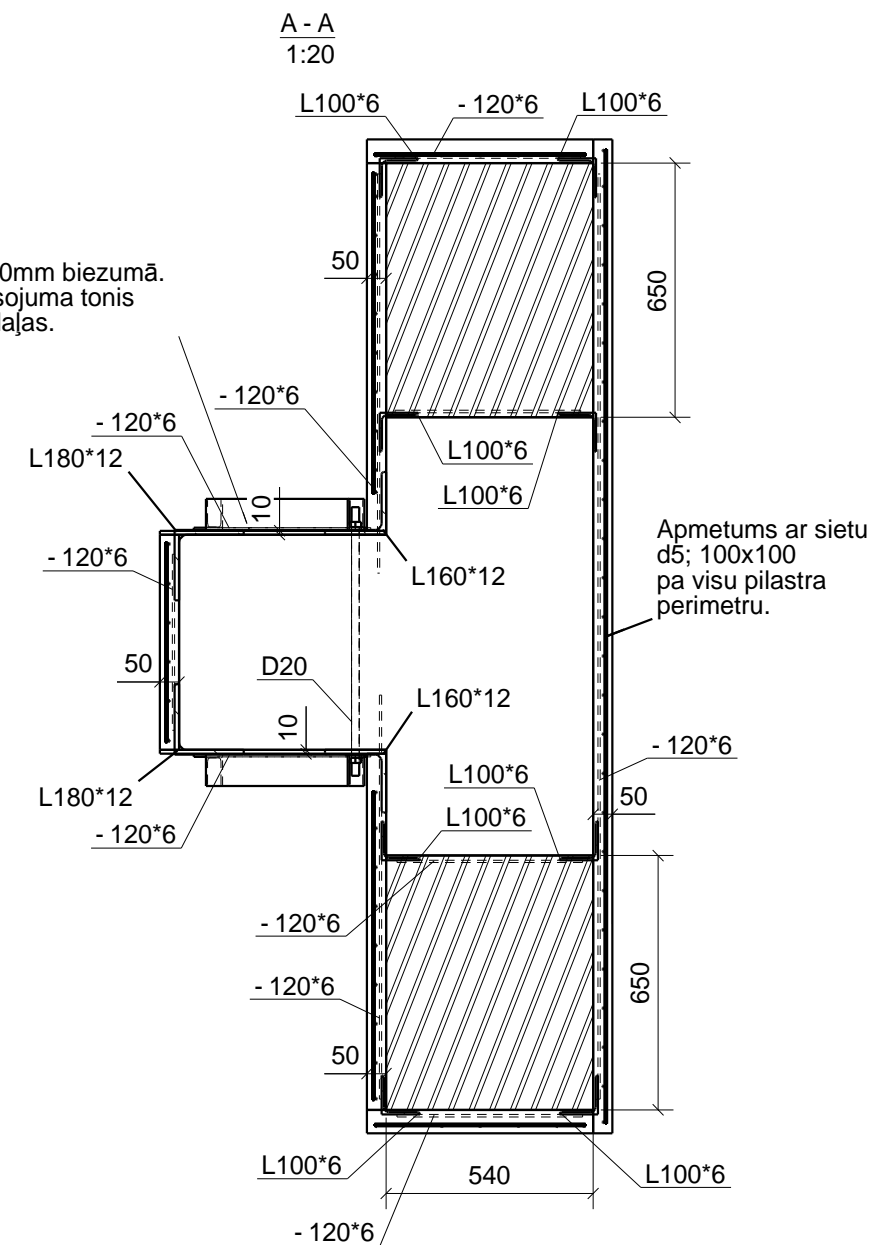 A - A
1:20
L100*6
- 120*6
L100*6
50
650
0mm biezumā.
sojuma tonis
aļas.
- 120*6
- 120*6
L180*12
L100*6
L100*6
10
Apmetums ar sietu
d5; 100x100
pa visu pilastra
perimetru.
- 120*6
L160*12
50
D20
L160*12
10
- 120*6
L180*12
L100*6
50
L100*6
- 120*6
- 120*6
- 120*6
650
50
L100*6
540
L100*6
- 120*6